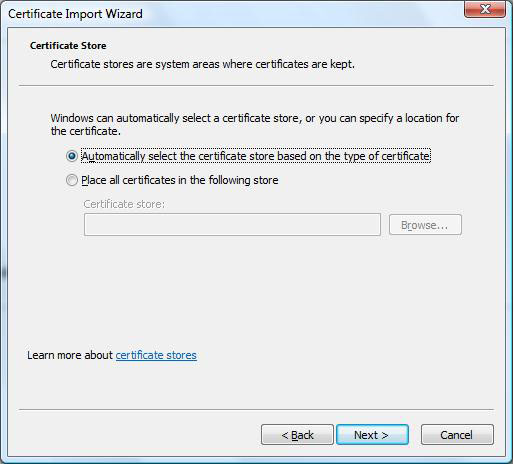 Certificate Import Wizard
Certificate Store
Certificate stores are system areas where certificates are kept.
Windows can automatically select a certificate store, or you can specify a location for
the certificate.
Automatically select the certificate store based on the type of certificate
Place all certificates in the following store
Certificate store:
Browse...
Learn more about certificate stores
< Back
Next >
Cancel